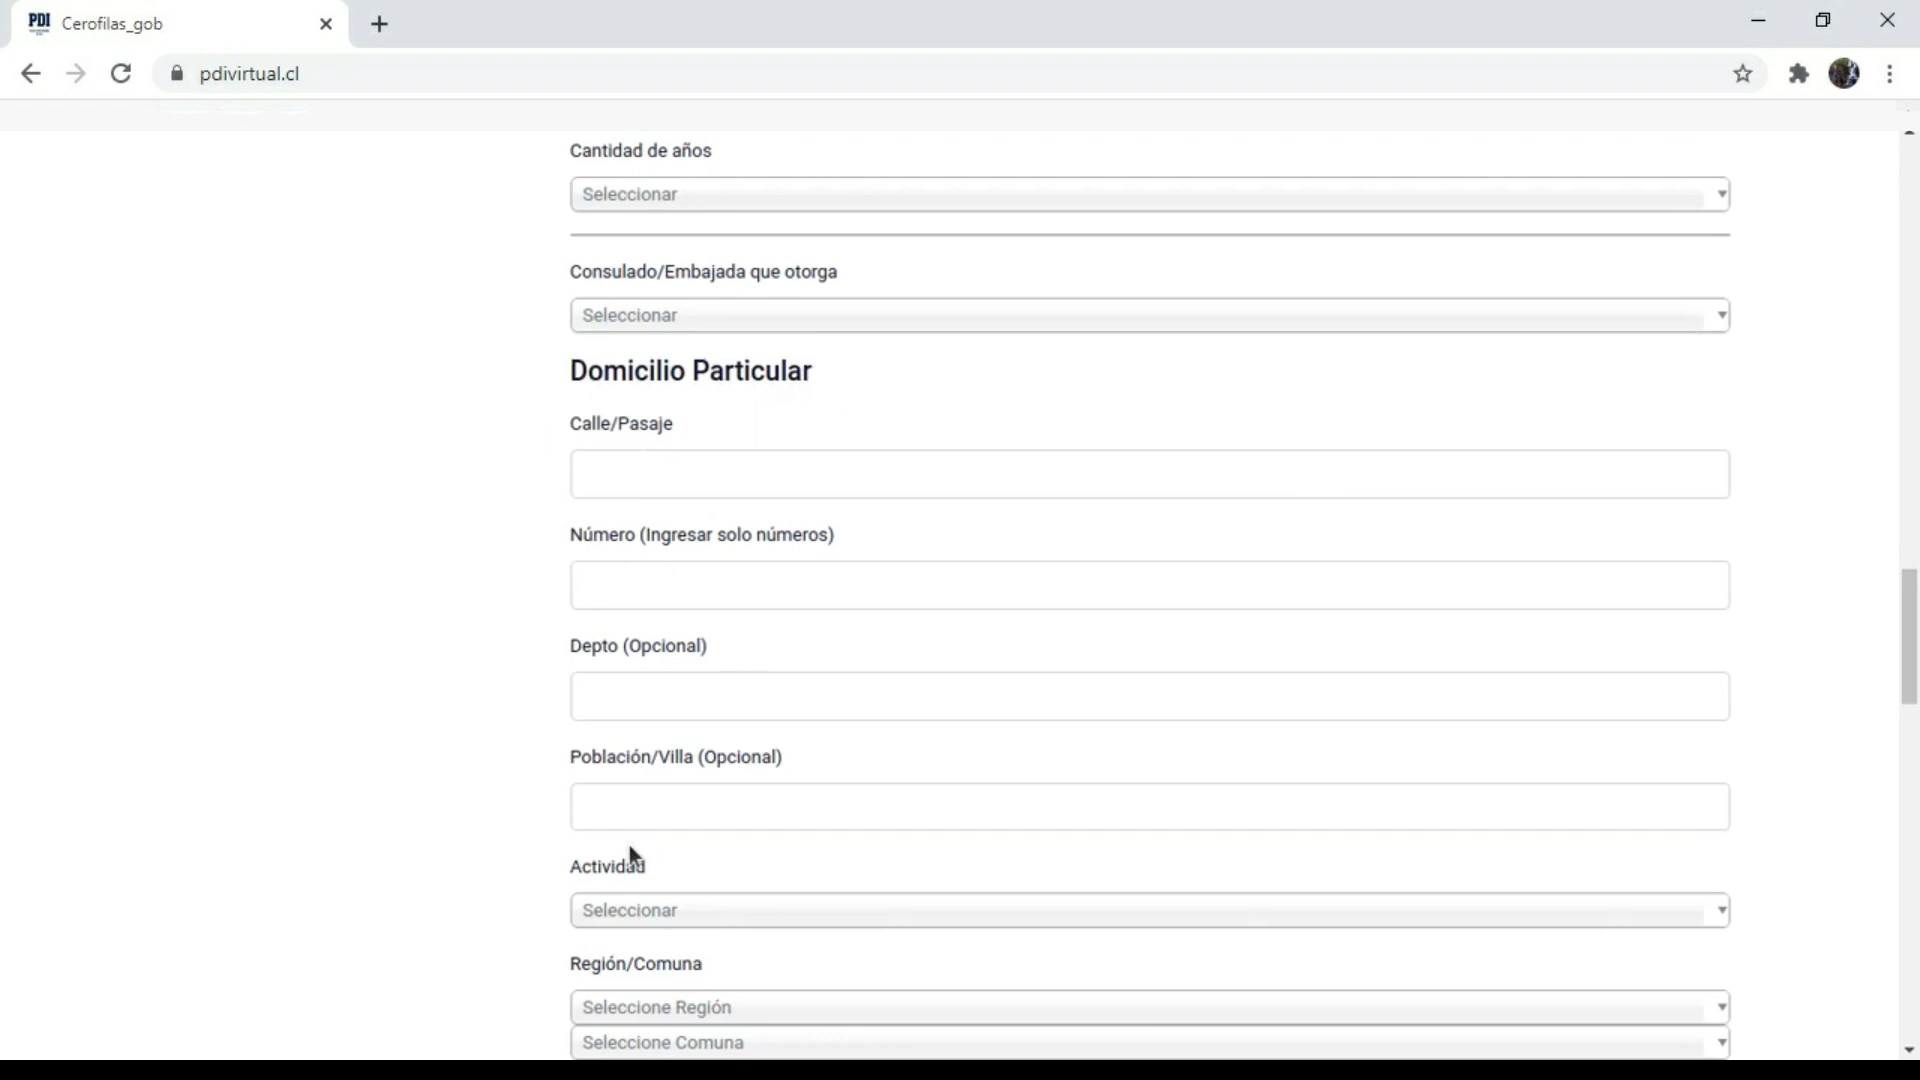 PDI Cerofilas_gob
pdivirtual.cl
Cantidad de años
Seleccionar
Consulado/Embajada que otorga
Seleccionar
Domicilio Particular
Calle/Pasaje
Número (Ingresar solo números)
Depto (Opcional)
Población/Villa (Opcional)
Actividad
Seleccionar
Región/Comuna
Seleccione Región
Seleccione Comuna